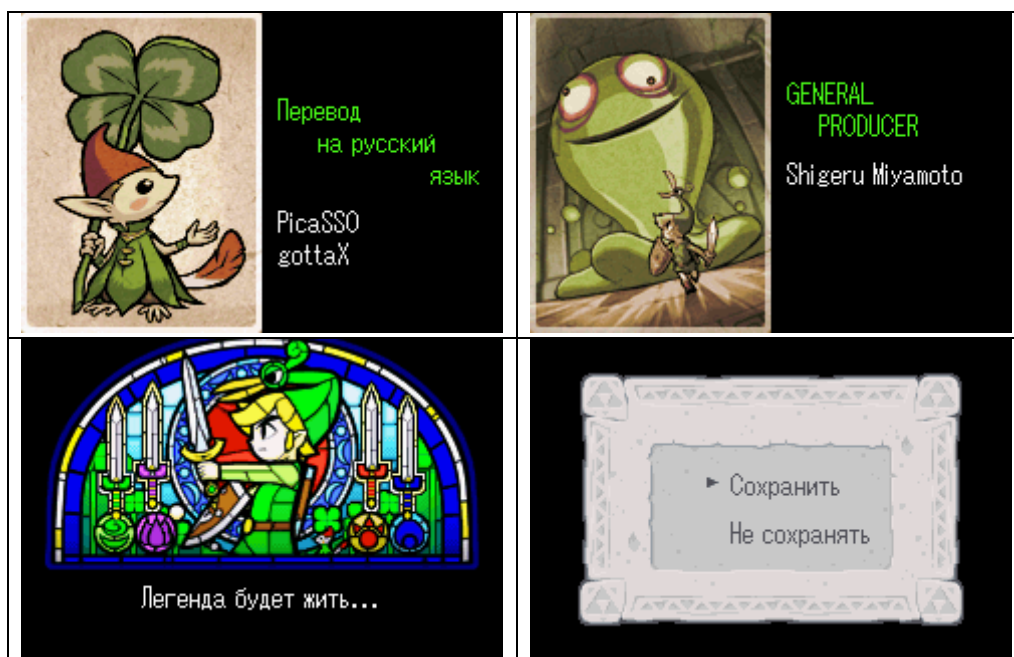 Перевод
на русский
язык
PicaSSO
gottaX
GENERAL
PRODUCER
Shigeru Miyamoto
Легенда будет жить...
Сохранить
Не сохранять